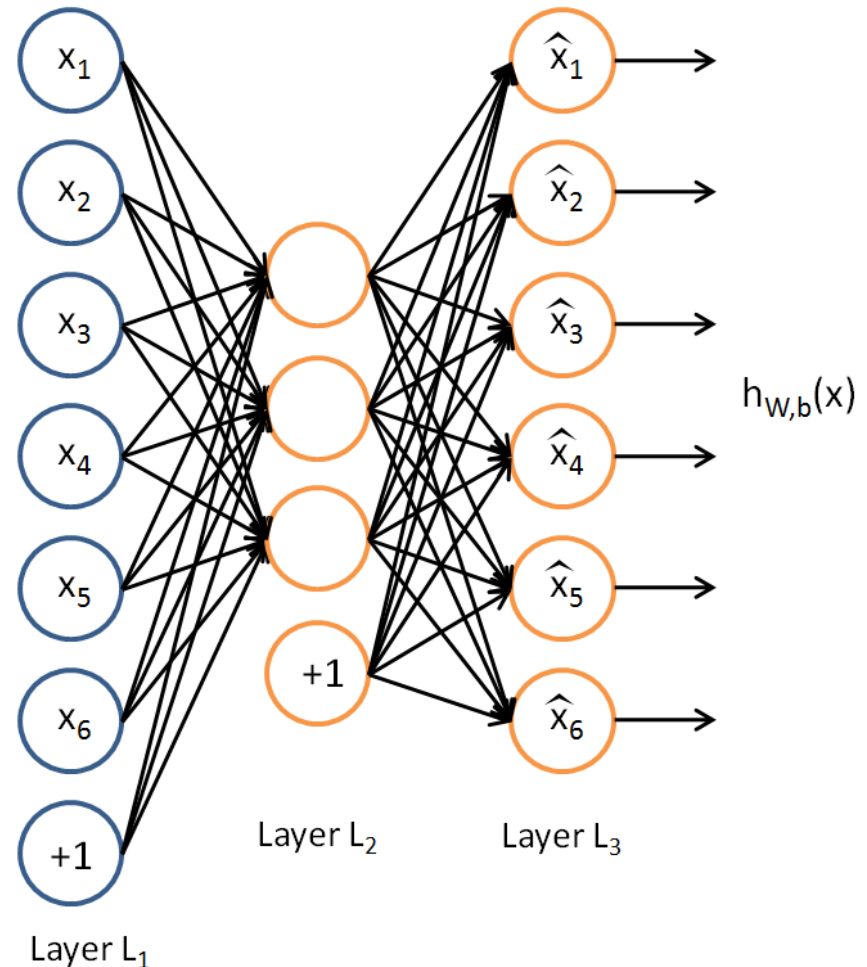 x₁
x₂
x₃
x₄
x₅
x₆
+1
Layer L₁
+1
Layer L₂
x̂₁
x̂₂
x̂₃
x̂₄
x̂₅
x̂₆
Layer L₃
h_{W,b}(x)